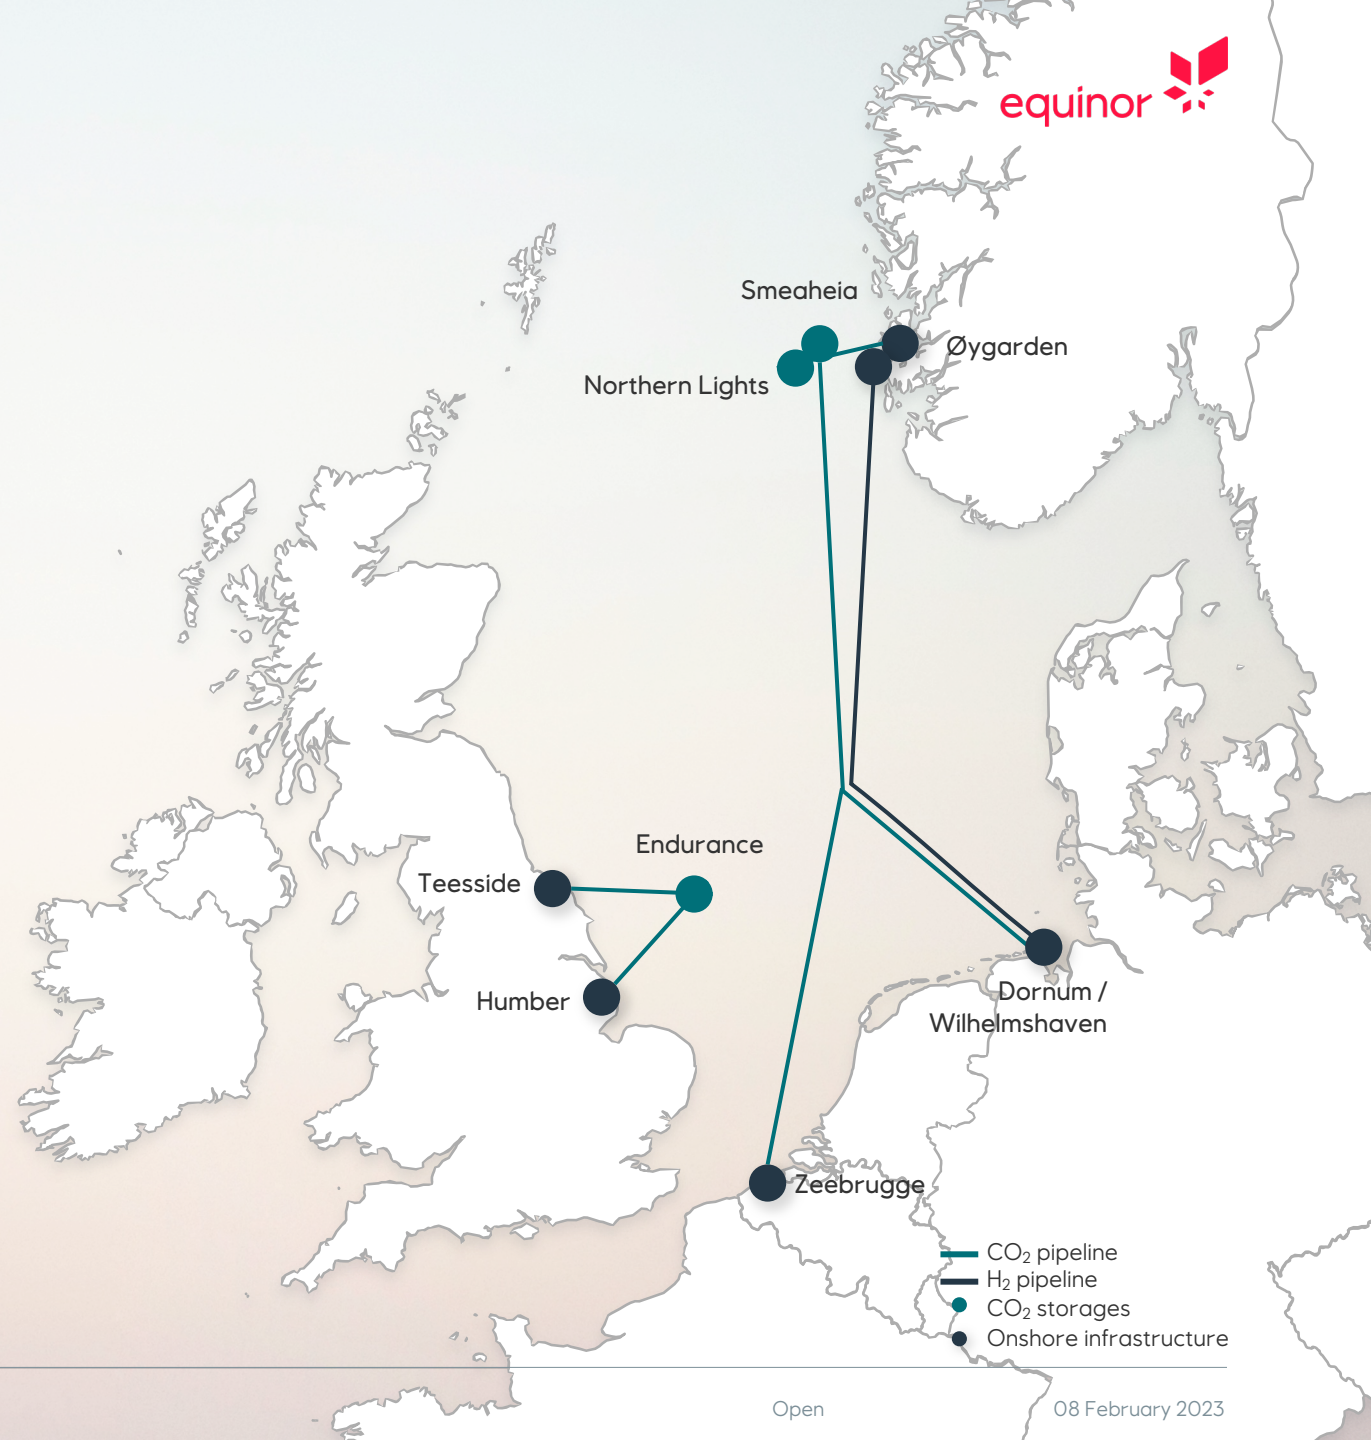 equinor
Smeaheia
Øygarden
Northern Lights
Endurance
Teesside
Humber
Dornum /
Wilhelmshaven
Zeebrugge
CO₂ pipeline
H₂ pipeline
CO₂ storages
Onshore infrastructure
Open
08 February 2023